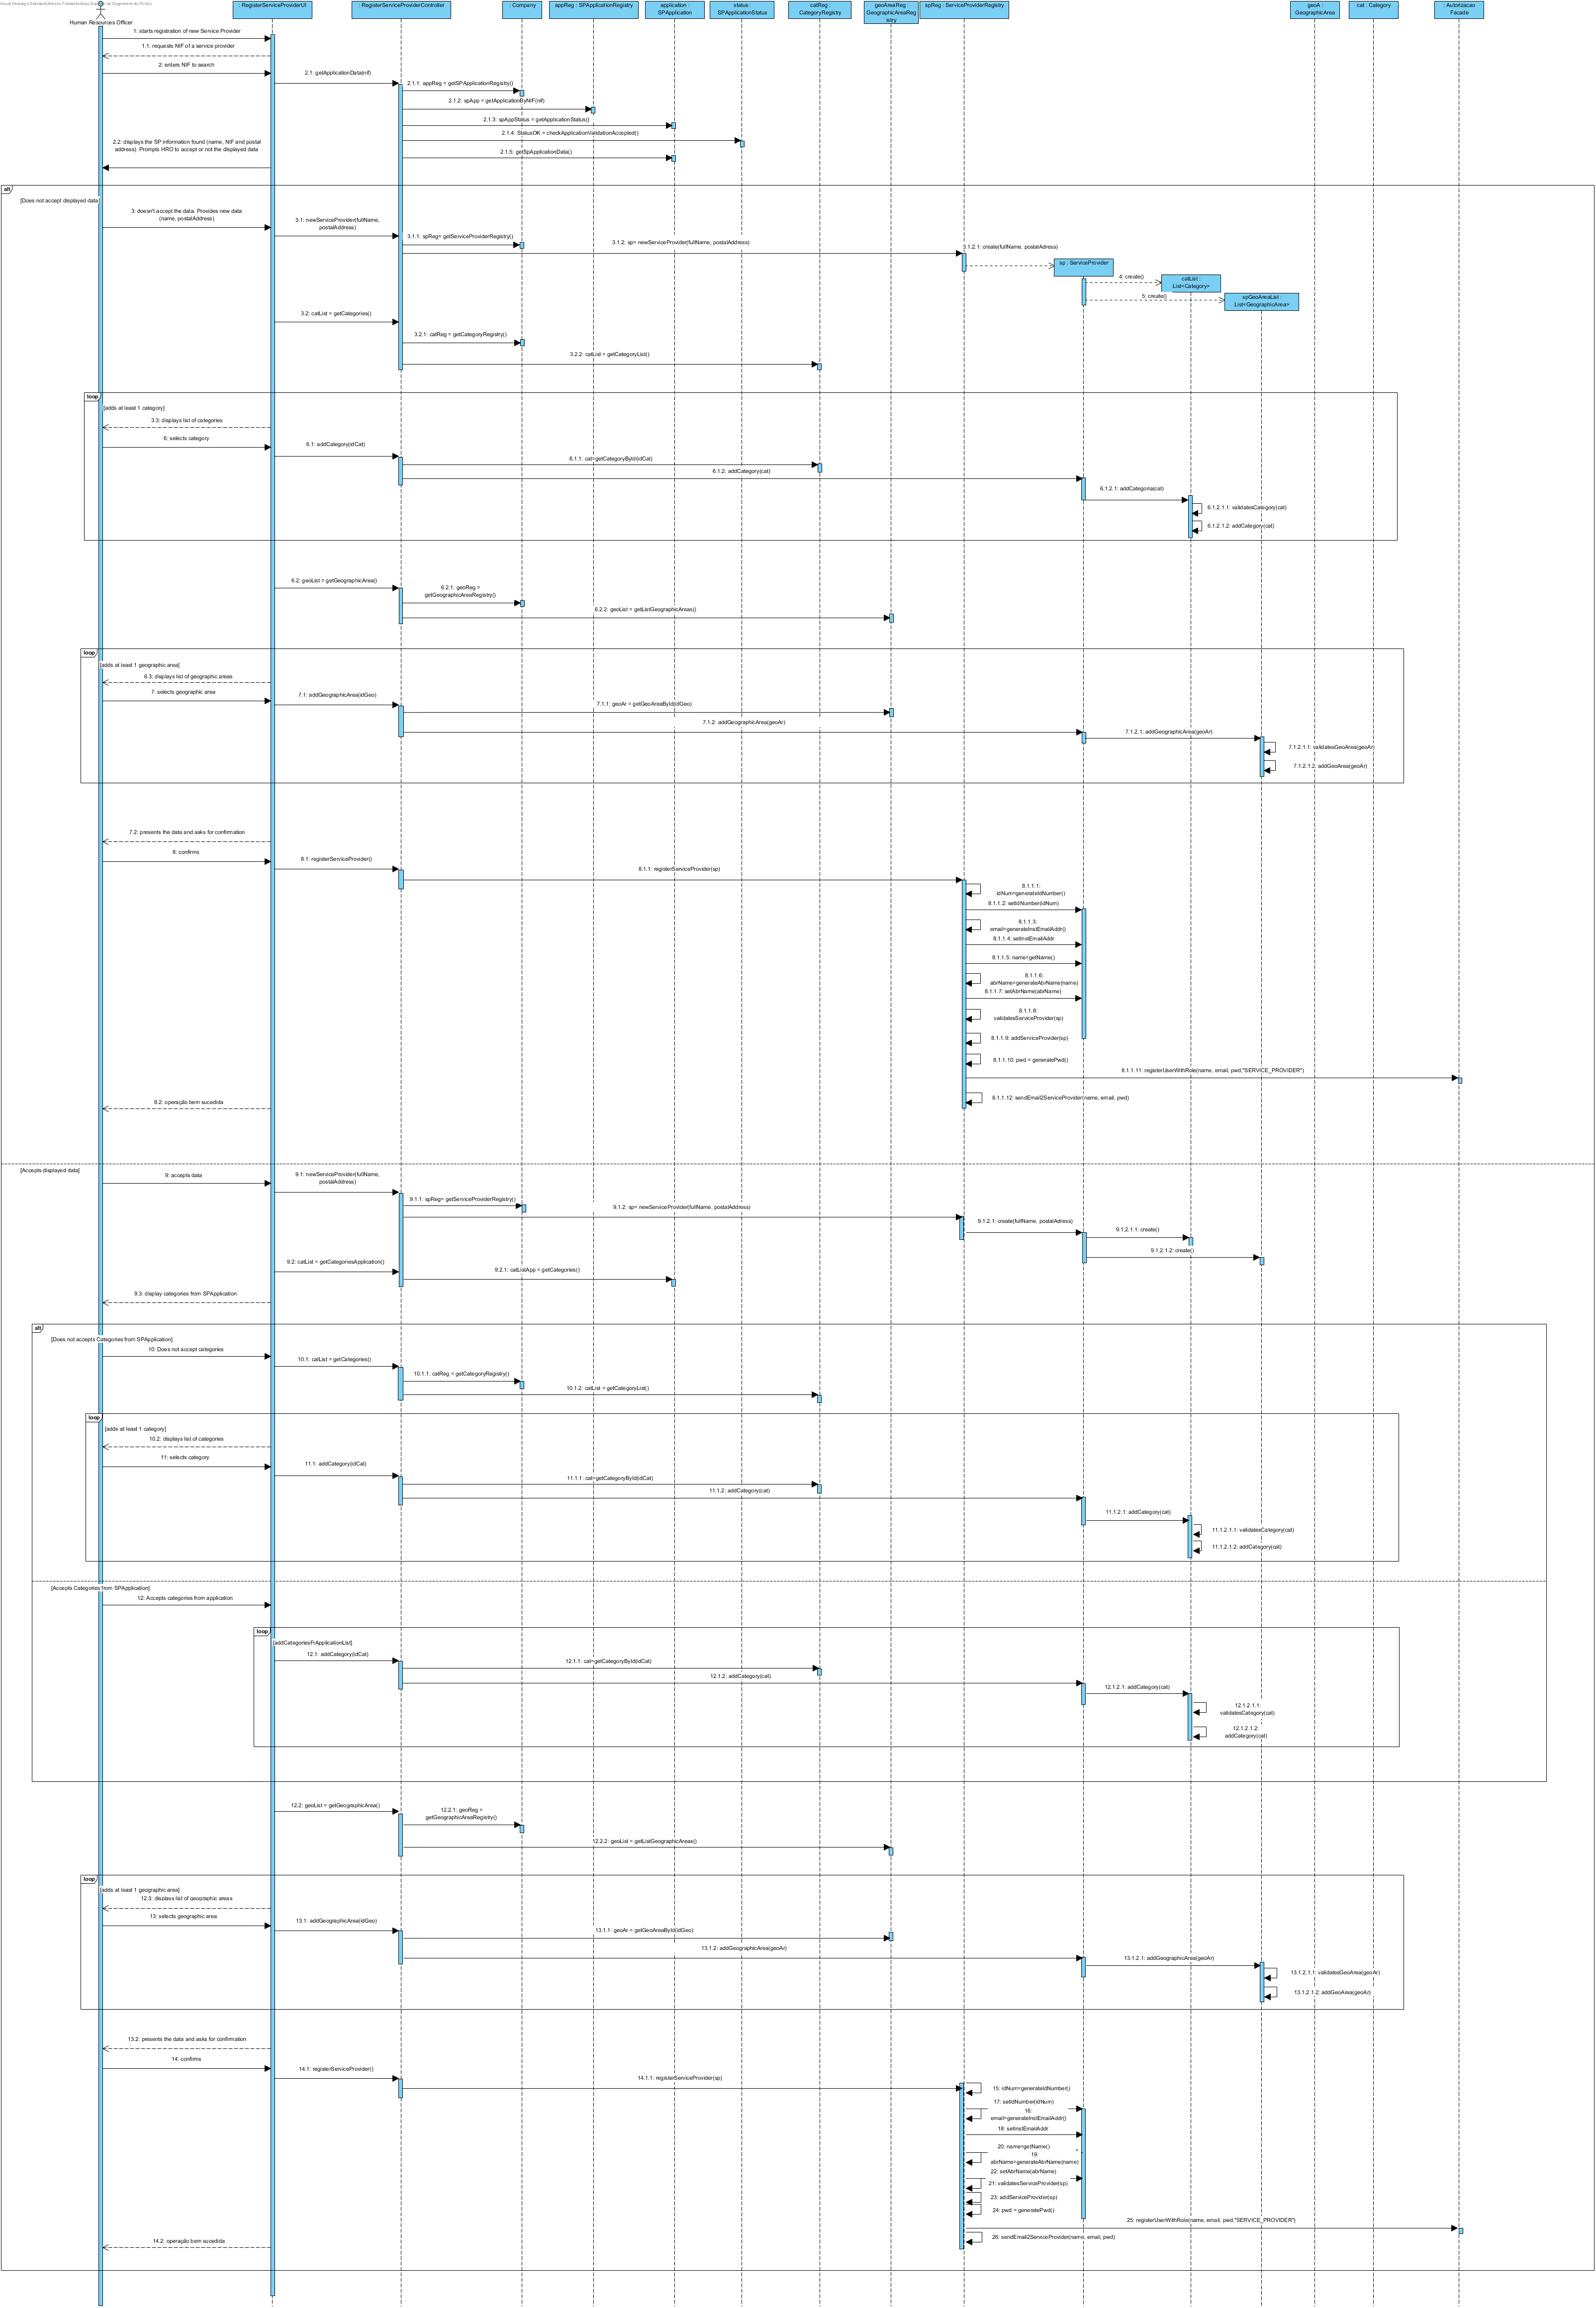 Human Resources Officer
: RegisterServiceProviderUI
: RegisterServiceProviderController
: Company
appReg : SPApplicationRegistry
application :
SPApplication
status :
SPApplicationStatus
catReg :
CategoryRegistry
geoAreaReg :
GeographicAreaReg
istry
spReg : ServiceProviderRegistry
geoA :
GeographicArea
cat : Category
: Autorizacao
Facade
1: starts registration of new Service Provider
1.1: requests NIF of a service provider
2: enters NIF to search
2.1: getApplicationData(nif)
2.1.1: appReg = getSPApplicationRegistry()
2.1.2: spApp = getApplicationByNIF(nif)
2.1.3: spAppStatus = getApplicationStatus()
2.1.4: StatusOK = checkApplicationValidationAccepted()
2.1.5: getSpApplicationData()
2.2: displays the SP information found (name, NIF and postal
address). Prompts HRO to accept or not the displayed data
alt
[Does not accept displayed data]
3: doesn't accept the data. Provides new data
(name, postalAddress)
3.1: newServiceProvider(fullName,
postalAddress)
3.1.1: spReg= getServiceProviderRegistry()
3.1.2: sp= newServiceProvider(fullName, postalAddress)
3.1.2.1: create(fullName, postalAdress)
sp : ServiceProvider
4: create()
catList :
List<Category>
5: create()
spGeoAreaList :
List<GeographicArea>
3.2: catList = getCategories()
3.2.1: catReg = getCategoryRegistry()
3.2.2: catList = getCategoryList()
loop
[adds at least 1 category]
3.3: displays list of categories
6: selects category
6.1: addCategory(idCat)
6.1.1: cat=getCategoryById(idCat)
6.1.2: addCategory(cat)
6.1.2.1: addCategoria(cat)
6.1.2.1.1: validatesCategory(cat)
6.1.2.1.2: addCategory(cat)
6.2: geoList = getGeographicArea()
6.2.1: geoReg =
getGeographicAreaRegistry()
6.2.2: geoList = getListGeographicAreas()
loop
[adds at least 1 geographic area]
6.3: displays list of geographic areas
7: selects geographic area
7.1: addGeographicArea(idGeo)
7.1.1: geoAr = getGeoAreaById(idGeo)
7.1.2: addGeographicArea(geoAr)
7.1.2.1: addGeographicArea(geoAr)
7.1.2.1.1: validatesGeoArea(geoAr)
7.1.2.1.2: addGeoArea(geoAr)
7.2: presents the data and asks for confirmation
8: confirms
8.1: registerServiceProvider()
8.1.1: registerServiceProvider(sp)
8.1.1.1:
idNum=generateIdNumber()
8.1.1.2: setIdNumber(idNum)
8.1.1.3:
email=generateInstEmailAddr()
8.1.1.4: setInstEmailAddr
8.1.1.5: name=getName()
8.1.1.6:
abrName=generateAbrName(name)
8.1.1.7: setAbrName(abrName)
8.1.1.8:
validatesServiceProvider(sp)
8.1.1.9: addServiceProvider(sp)
8.1.1.10: pwd = generatePwd()
8.1.1.11: registerUserWithRole(name, email, pwd,"SERVICE_PROVIDER")
8.1.1.12: sendEmail2ServiceProvider(name, email, pwd)
8.2: operação bem sucedida
[Accepts displayed data]
9: accepts data
9.1: newServiceProvider(fullName,
postalAddress)
9.1.1: spReg= getServiceProviderRegistry()
9.1.2: sp= newServiceProvider(fullName, postalAddress)
9.1.2.1: create(fullName, postalAdress)
9.1.2.1.1: create()
9.1.2.1.2: create()
9.2: catList = getCategoriesApplication()
9.2.1: catListApp = getCategories()
9.3: display categories from SPApplication
alt
[Does not accepts Categories from SPApplication]
10: Does not accept categories
10.1: catList = getCategories()
10.1.1: catReg = getCategoryRegistry()
10.1.2: catList = getCategoryList()
loop
[adds at least 1 category]
10.2: displays list of categories
11: selects category
11.1: addCategory(idCat)
11.1.1: cat=getCategoryById(idCat)
11.1.2: addCategory(cat)
11.1.2.1: addCategory(cat)
11.1.2.1.1: validatesCategory(cat)
11.1.2.1.2: addCategory(cat)
[Accepts Categories from SPApplication]
12: Accepts categories from application
loop
[addCategoriesFrApplicationList]
12.1: addCategory(idCat)
12.1.1: cat=getCategoryById(idCat)
12.1.2: addCategory(cat)
12.1.2.1: addCategory(cat)
12.1.2.1.1:
validatesCategory(cat)
12.1.2.1.2:
addCategory(cat)
12.2: geoList = getGeographicArea()
12.2.1: geoReg =
getGeographicAreaRegistry()
12.2.2: geoList = getListGeographicAreas()
loop
[adds at least 1 geographic area]
12.3: displays list of geographic areas
13: selects geographic area
13.1: addGeographicArea(idGeo)
13.1.1: geoAr = getGeoAreaById(idGeo)
13.1.2: addGeographicArea(geoAr)
13.1.2.1: addGeographicArea(geoAr)
13.1.2.1.1: validatesGeoArea(geoAr)
13.1.2.1.2: addGeoArea(geoAr)
13.2: presents the data and asks for confirmation
14: confirms
14.1: registerServiceProvider()
14.1.1: registerServiceProvider(sp)
15: idNum=generateIdNumber()
17: setIdNumber(idNum)
16:
email=generateInstEmailAddr()
18: setInstEmailAddr
20: name=getName()
19:
abrName=generateAbrName(name)
22: setAbrName(abrName)
21: validatesServiceProvider(sp)
23: addServiceProvider(sp)
24: pwd = generatePwd()
25: registerUserWithRole(name, email, pwd,"SERVICE_PROVIDER")
26: sendEmail2ServiceProvider(name, email, pwd)
14.2: operação bem sucedida